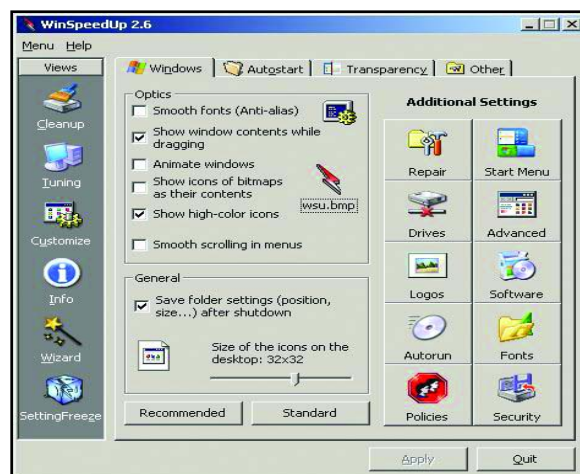 WinSpeedUp 2.6
Menu Help
Views
Cleanup
Tuning
Customize
Info
Wizard
SettingFreeze
Windows
Autostart
Transparency
Other
Optics
Smooth fonts (Anti-alias)
Show window contents while
dragging
Animate windows
Show icons of bitmaps
as their contents
wsu.bmp
Show high-color icons
Smooth scrolling in menus
General
Save folder settings (position,
size...) after shutdown
Size of the icons on the
desktop: 32x32
Recommended
Standard
Additional Settings
Repair
Start Menu
Drives
Advanced
Logos
Software
Autorun
Fonts
Policies
Security
Apply
Quit